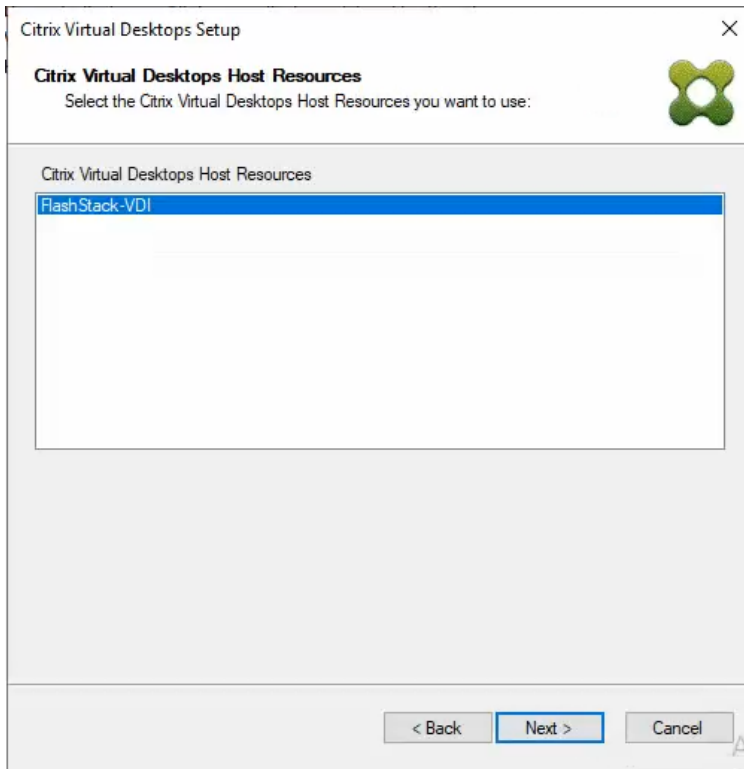 Citrix Virtual Desktops Setup
Citrix Virtual Desktops Host Resources
Select the Citrix Virtual Desktops Host Resources you want to use:
Citrix Virtual Desktops Host Resources
FlashStack-VDI
< Back
Next >
Cancel